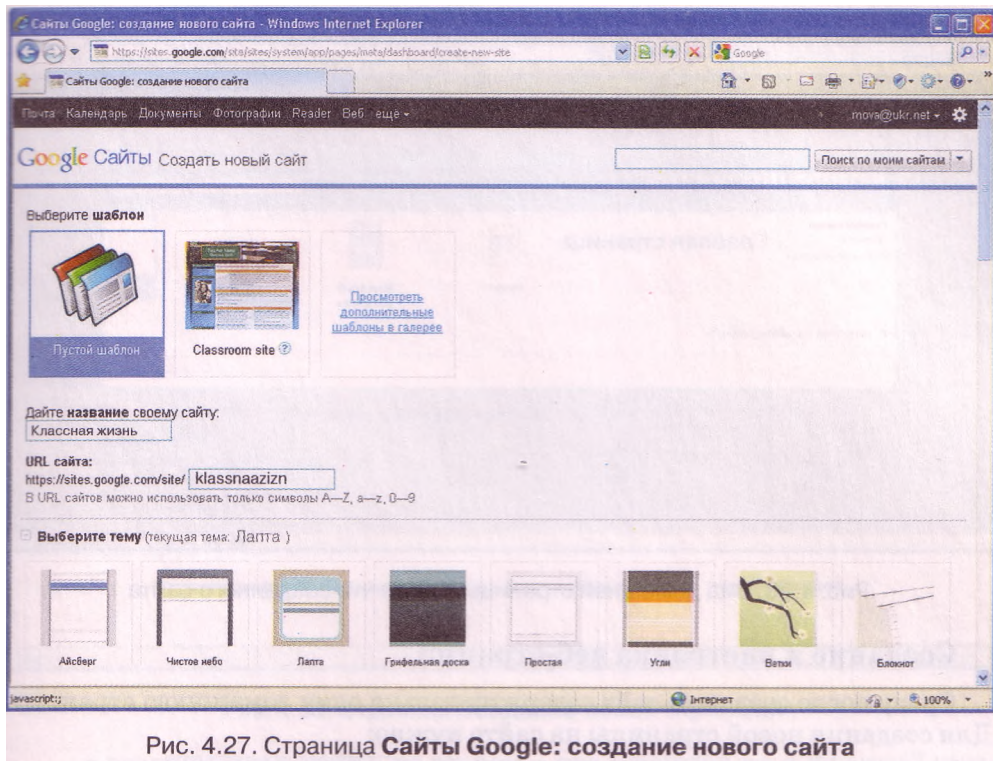 Сайты Google: создание нового сайта - Windows Internet Explorer
https://sites.google.com/site/sites/system/app/pages/meta/dashboard/create-new-site Google
Сайты Google: создание нового сайта
Почта Календарь Документы Фотографии Reader Веб ещё mova@ukr.net
Google Сайты Создать новый сайт Поиск по моим сайтам
Выберите шаблон
Просмотреть
дополнительные
шаблоны в галерее
Пустой шаблон Classroom site ?
Дайте название своему сайту:
Классная жизнь
URL сайта:
https://sites.google.com/site/ klassnaazizn
В URL сайтов можно использовать только символы A—Z, a—z, 0—9
Выберите тему (текущая тема: Лапта )
Айсберг Чистое небо Лапта Грифельная доска Простая Угли Ветки Блокнот
javascript:; Інтернет 100%
Рис. 4.27. Страница Сайты Google: создание нового сайта